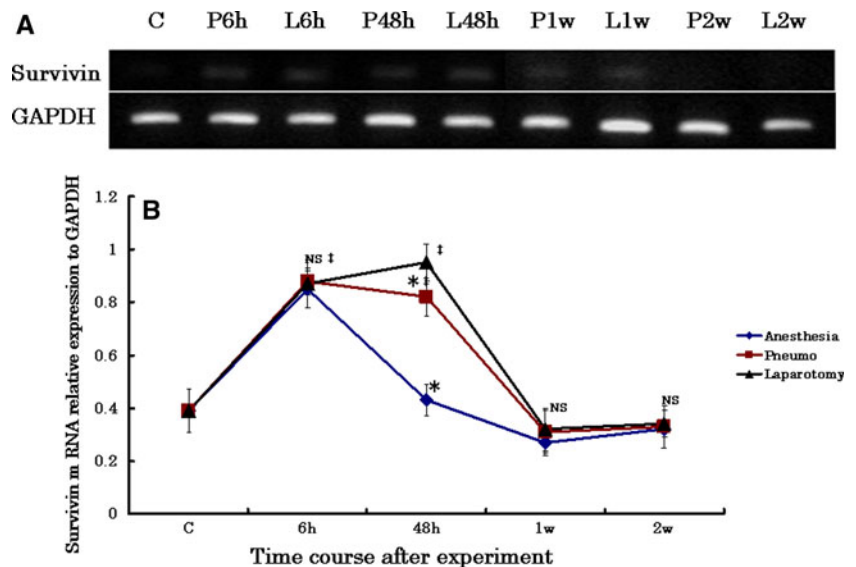 A
C P6h L6h P48h L48h P1w L1w P2w L2w
Survivin
GAPDH
B
Survivin m RNA relative expression to GAPDH
1.2
1
0.8
0.6
0.4
0.2
0
NS ‡
‡
* ‡
*
NS
NS
Anesthesia
Pneumo
Laparotomy
C 6h 48h 1w 2w
Time course after experiment